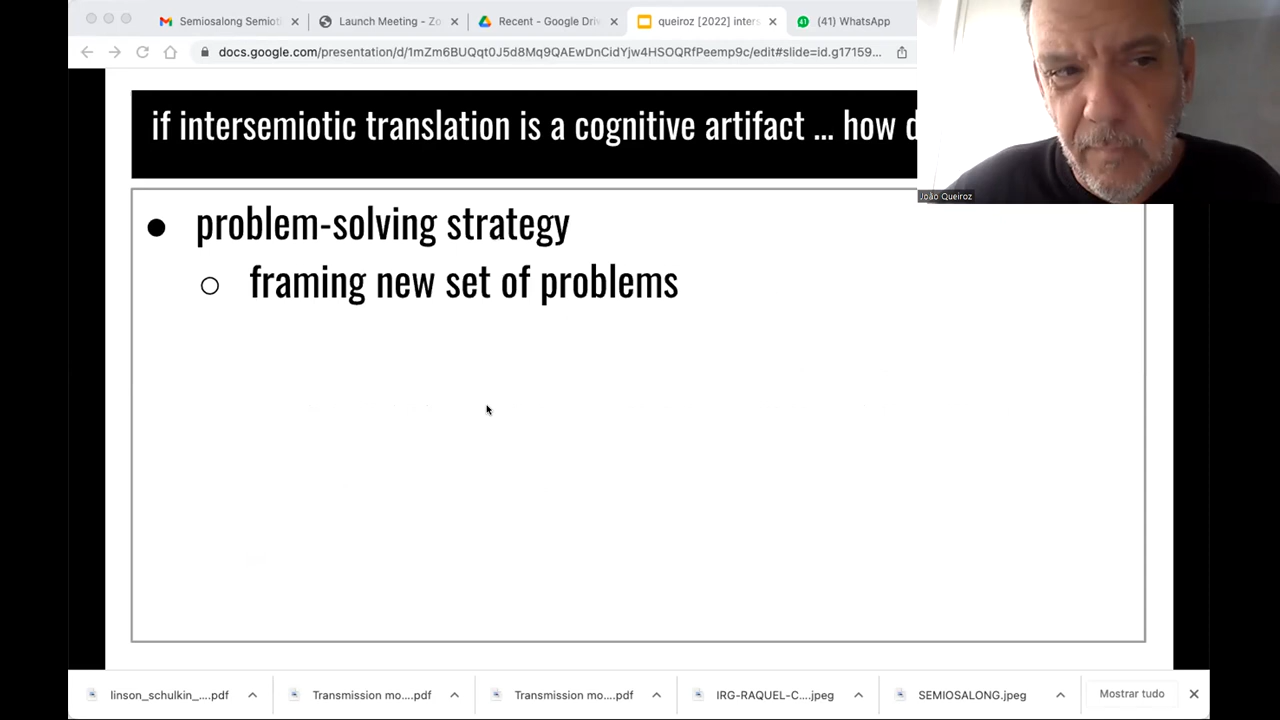 Semiosalong Semioti
Launch Meeting - Zo
Recent - Google Driv
queiroz [2022] inters
(41) WhatsApp
docs.google.com/presentation/d/1mZm6BUQqt0J5d8Mq9QAEwDnCidYjw4HSOQRfPeemp9c/edit#slide=id.g17159...
if intersemiotic translation is a cognitive artifact ... how d
João Queiroz
● problem-solving strategy
○ framing new set of problems
linson_schulkin_....pdf
Transmission mo....pdf
Transmission mo....pdf
IRG-RAQUEL-C....jpeg
SEMIOSALONG.jpeg
Mostrar tudo